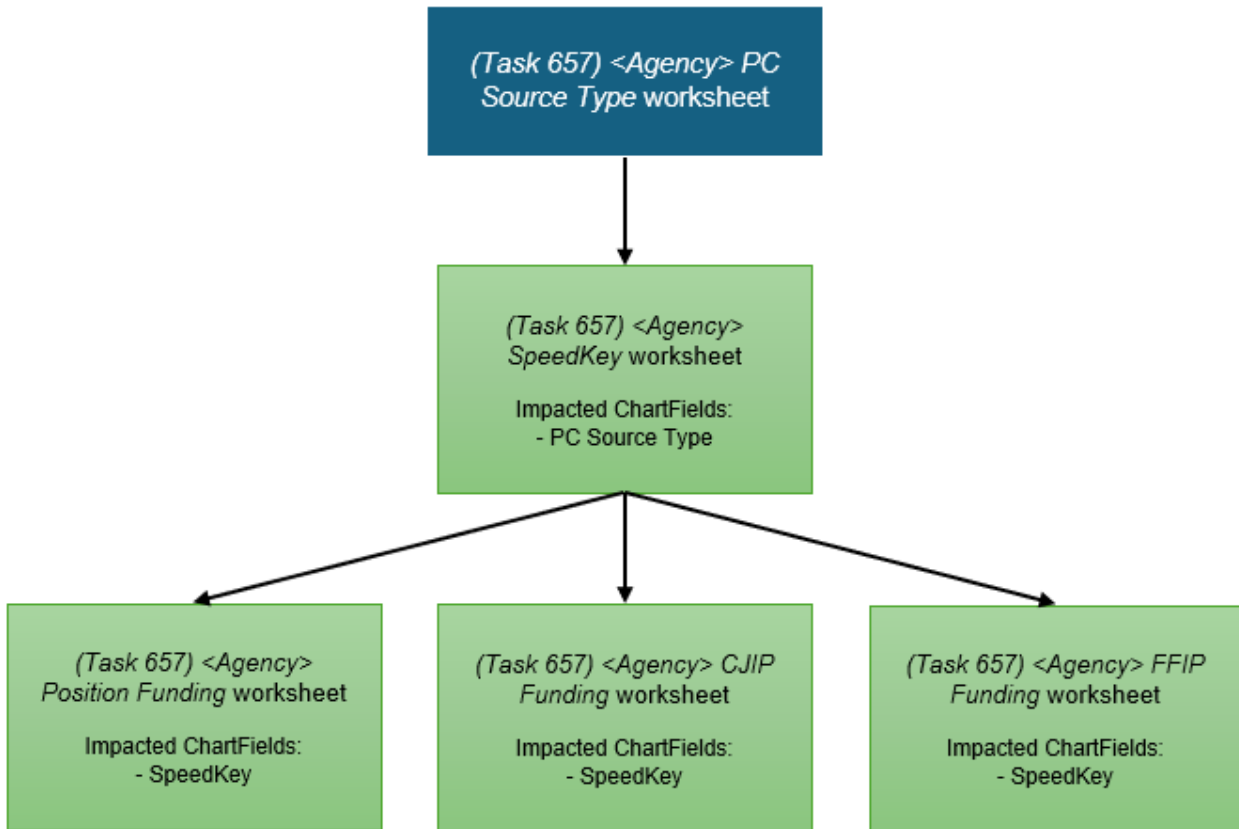 (Task 657) <Agency> PC
Source Type worksheet
(Task 657) <Agency>
SpeedKey worksheet
Impacted ChartFields:
- PC Source Type
(Task 657) <Agency>
Position Funding worksheet
Impacted ChartFields:
- SpeedKey
(Task 657) <Agency> CJIP
Funding worksheet
Impacted ChartFields:
- SpeedKey
(Task 657) <Agency> FFIP
Funding worksheet
Impacted ChartFields:
- SpeedKey